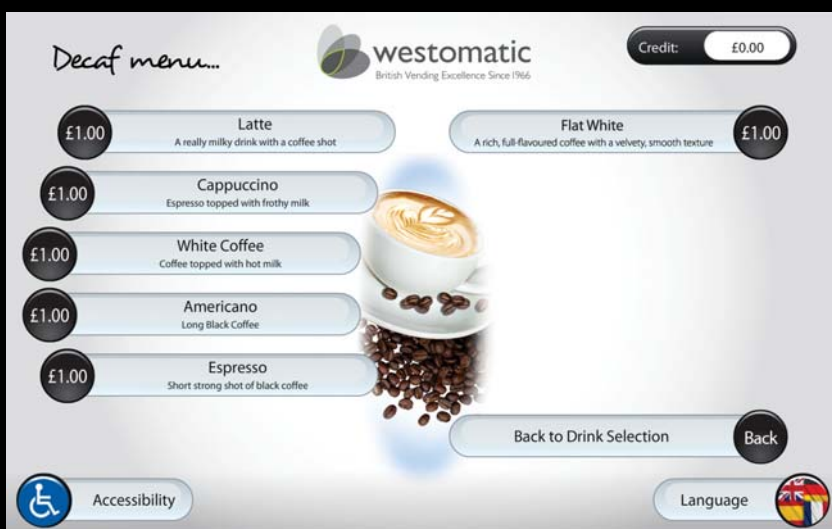 Decaf menu...
westomatic
British Vending Excellence Since 1966
Credit: £0.00
£1.00
Latte
A really milky drink with a coffee shot
£1.00
Cappuccino
Espresso topped with frothy milk
£1.00
White Coffee
Coffee topped with hot milk
£1.00
Americano
Long Black Coffee
£1.00
Espresso
Short strong shot of black coffee
Flat White
A rich, full-flavoured coffee with a velvety, smooth texture
£1.00
Back to Drink Selection Back
Accessibility
Language